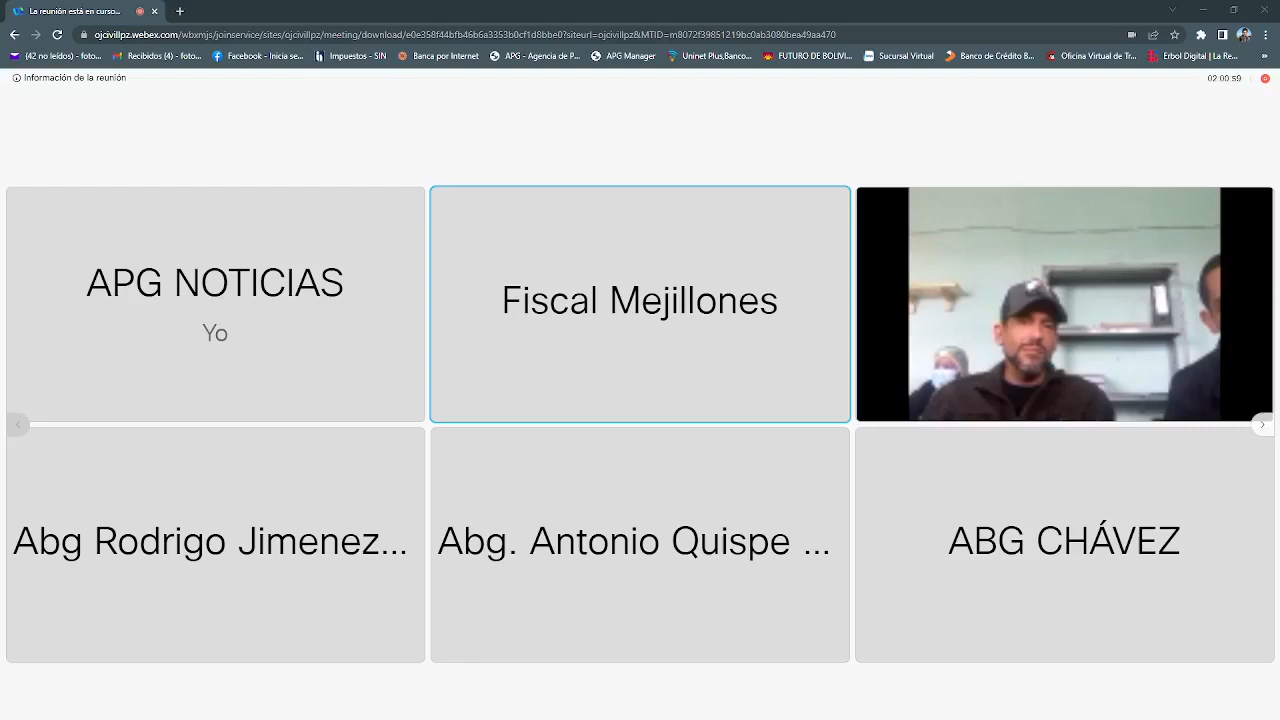 La reunión está en curso...
ojcivillpz.webex.com/wbxmjs/joinservice/sites/ojcivillpz/meeting/download/e0e358f44bfb46b6a3353a0cf1d8bbe0?siteurl=ojcivillpz&MTID=m8072f39851219bc0ab3080bea49aa470
(42 no leídos) - foto...
Recibidos (4) - foto...
Facebook - Inicia se...
Impuestos - SIN
Banca por Internet
APG - Agencia de P...
APG Manager
Uninet Plus,Banco...
FUTURO DE BOLIVI...
Sucursal Virtual
Banco de Crédito B...
Oficina Virtual de Tr...
Erbol Digital | La Re...
Información de la reunión
02:00:59
APG NOTICIAS
Yo
Fiscal Mejillones
Abg Rodrigo Jimenez...
Abg. Antonio Quispe ...
ABG CHÁVEZ